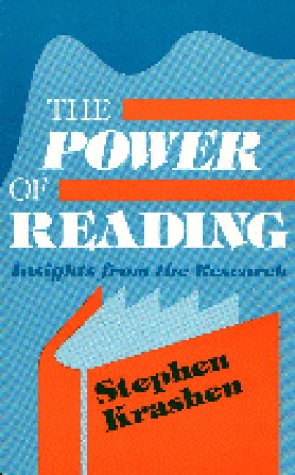 THE
POWER
OF
READING
Insights from the Research
Stephen
Krashen